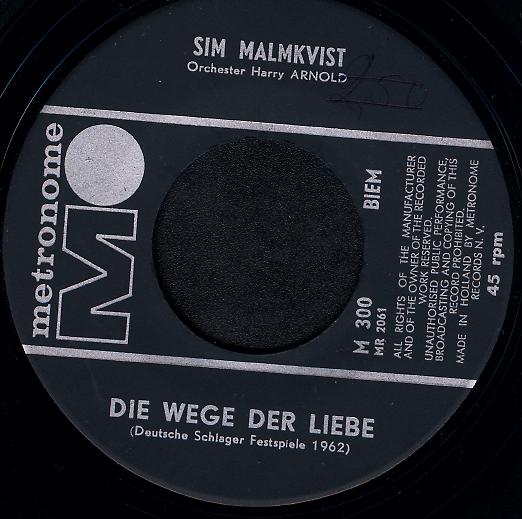 SIM MALMKVIST
Orchester Harry ARNOLD
metronome
M
BIEM
M 300
MR 2061
ALL RIGHTS OF THE MANUFACTURER
AND OF THE OWNER OF THE RECORDED
WORK RESERVED.
UNAUTHORISED PUBLIC PERFORMANCE,
BROADCASTING AND COPYING OF THIS
RECORD PROHIBITED.
MADE IN HOLLAND BY METRONOME
RECORDS N. V.
45 rpm
DIE WEGE DER LIEBE
(Deutsche Schlager Festspiele 1962)